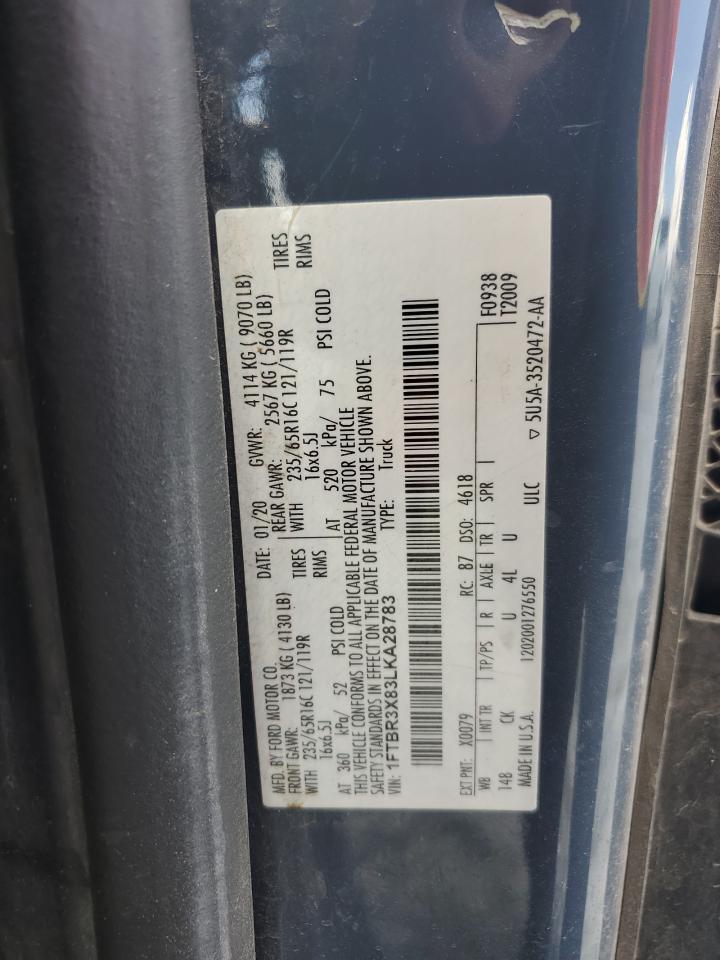 MFD. BY FORD MOTOR CO.
DATE: 01/20 GVWR: 4114 KG ( 9070 LB)
FRONT GAWR: 1873 KG ( 4130 LB)
REAR GAWR: 2567 KG ( 5660 LB)
WITH 235/65R16C 121/119R TIRES
WITH 235/65R16C 121/119R TIRES
16x6.5J RIMS
16x6.5J RIMS
AT 360 kPa/ 52 PSI COLD
AT 520 kPa/ 75 PSI COLD
THIS VEHICLE CONFORMS TO ALL APPLICABLE FEDERAL MOTOR VEHICLE
SAFETY STANDARDS IN EFFECT ON THE DATE OF MANUFACTURE SHOWN ABOVE.
VIN: 1FTBR3X83LKA28783 TYPE: Truck
EXT PNT: X0079 RC: 87 DSO: 4618 F0938
WB INT TR TP/PS R AXLE TR SPR T2009
148 CK U 4L U
MADE IN U.S.A. 1202001276550 ULC ▽ 5U5A-3520472-AA